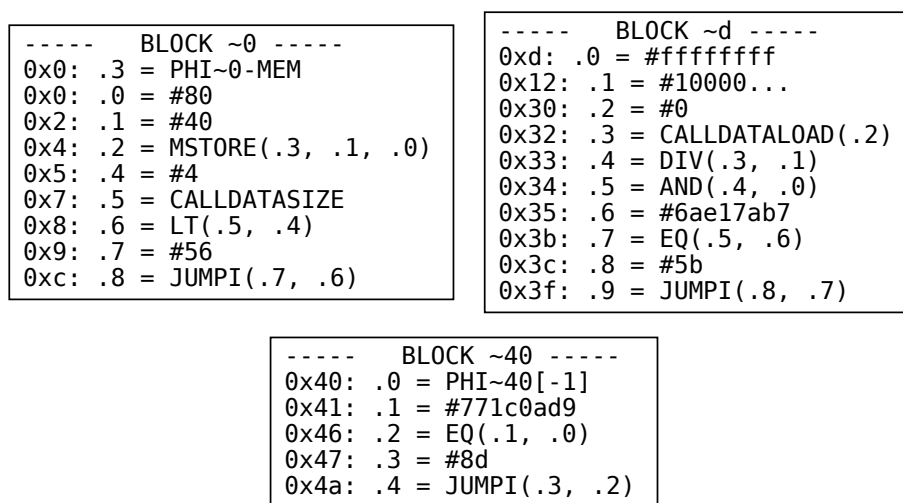 -----   BLOCK ~0 -----
0x0: .3 = PHI~0-MEM
0x0: .0 = #80
0x2: .1 = #40
0x4: .2 = MSTORE(.3, .1, .0)
0x5: .4 = #4
0x7: .5 = CALLDATASIZE
0x8: .6 = LT(.5, .4)
0x9: .7 = #56
0xc: .8 = JUMPI(.7, .6)
-----   BLOCK ~d -----
0xd: .0 = #ffffffff
0x12: .1 = #10000...
0x30: .2 = #0
0x32: .3 = CALLDATALOAD(.2)
0x33: .4 = DIV(.3, .1)
0x34: .5 = AND(.4, .0)
0x35: .6 = #6ae17ab7
0x3b: .7 = EQ(.5, .6)
0x3c: .8 = #5b
0x3f: .9 = JUMPI(.8, .7)
-----   BLOCK ~40 -----
0x40: .0 = PHI~40[-1]
0x41: .1 = #771c0ad9
0x46: .2 = EQ(.1, .0)
0x47: .3 = #8d
0x4a: .4 = JUMPI(.3, .2)